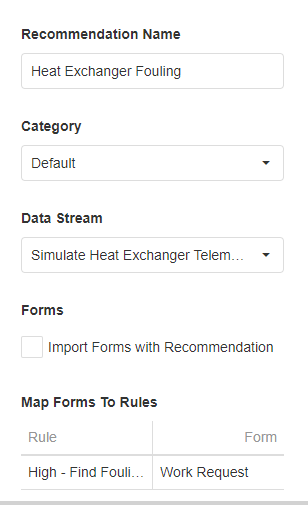 Recommendation Name
Heat Exchanger Fouling
Category
Default
Data Stream
Simulate Heat Exchanger Telem...
Forms
Import Forms with Recommendation
Map Forms To Rules
Rule Form
High - Find Fouli... Work Request